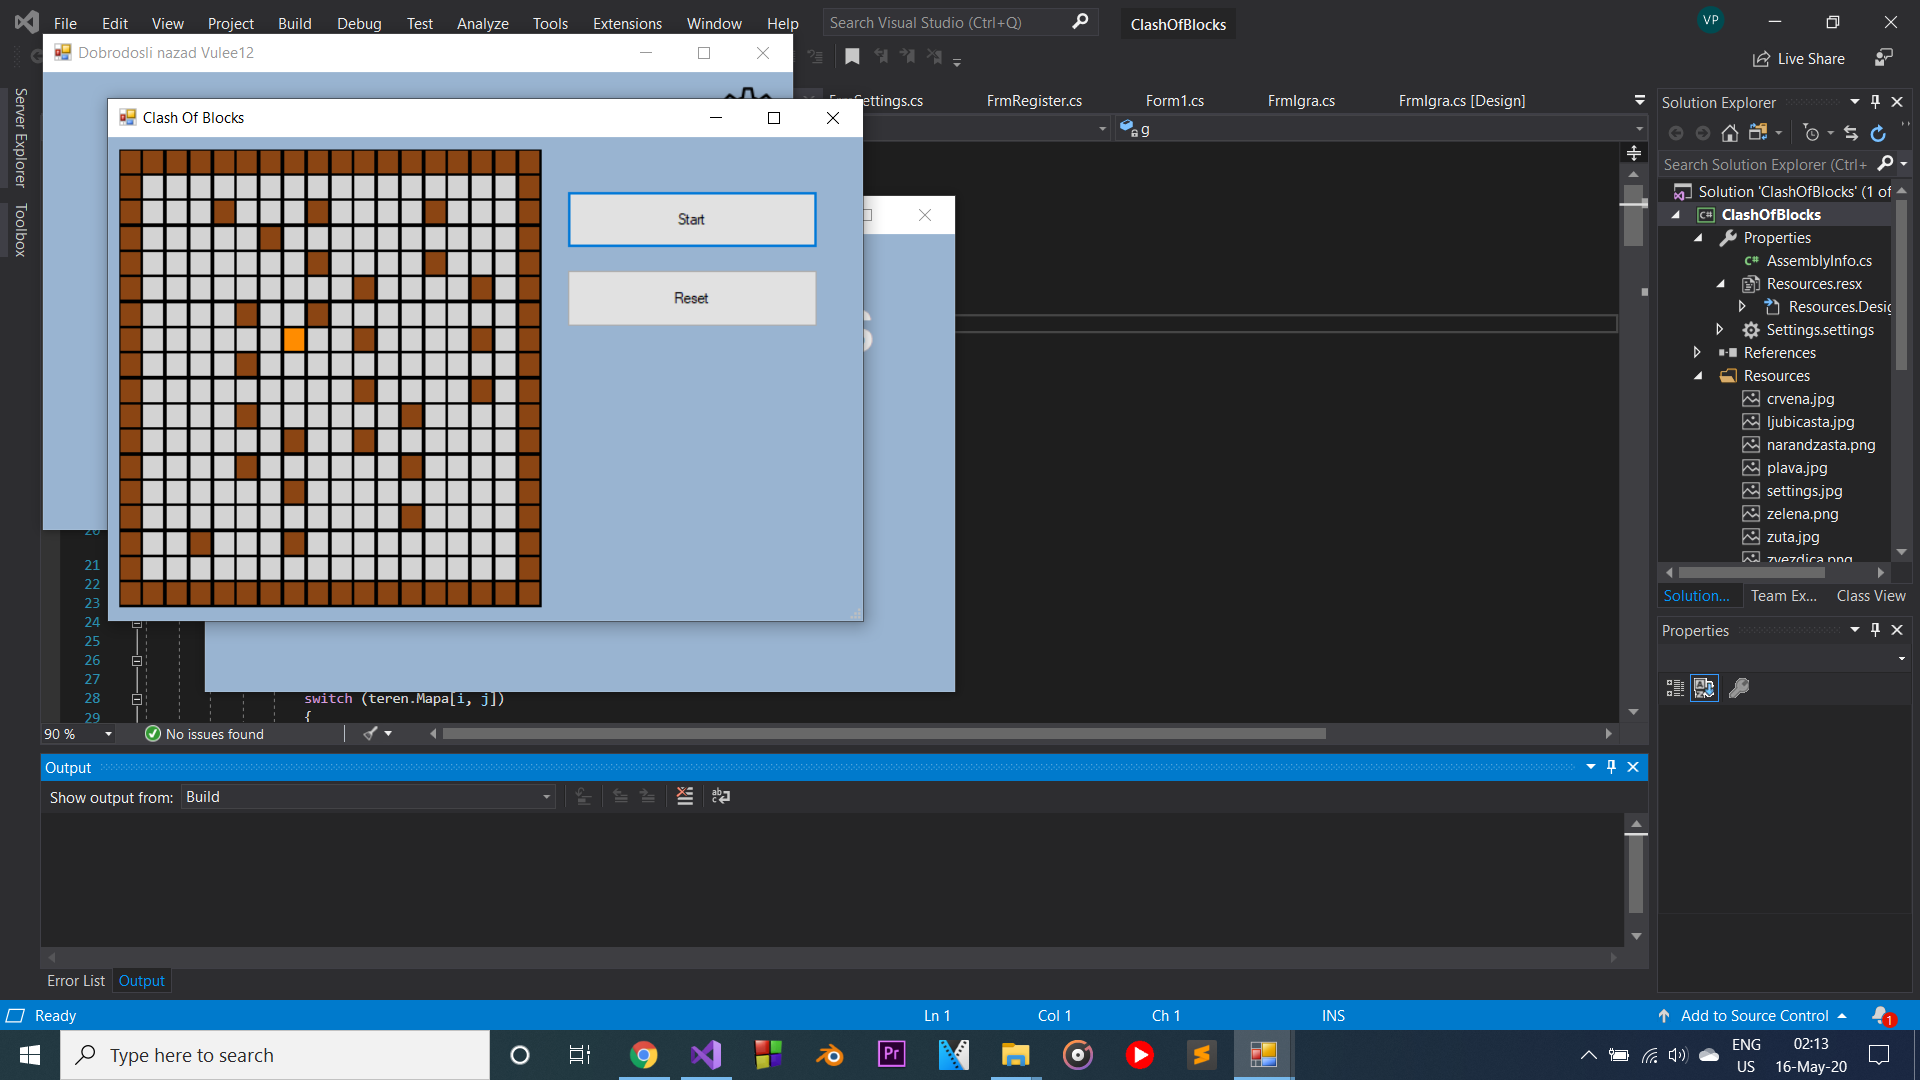 File Edit View Project Build Debug Test Analyze Tools Extensions Window Help Search Visual Studio (Ctrl+Q) ClashOfBlocks VP
Dobrodosli nazad Vulee12
Live Share
Clash Of Blocks
FrmRegister.cs Form1.cs FrmIgra.cs FrmIgra.cs [Design]
g
Server Explorer
Toolbox
Start
Reset
Solution Explorer
Search Solution Explorer (Ctrl+
Solution 'ClashOfBlocks' (1 of
C# ClashOfBlocks
Properties
C# AssemblyInfo.cs
Resources.resx
Resources.Desig
Settings.settings
References
Resources
crvena.jpg
ljubicasta.jpg
narandzasta.png
plava.jpg
settings.jpg
zelena.png
zuta.jpg
zvezdica.png
Solution... Team Ex... Class View
Properties
20
21
22
23
24
25
26
27
28 switch (teren.Mapa[i, j])
29 {
90 % No issues found
Output
Show output from: Build
Error List Output
Ready Ln 1 Col 1 Ch 1 INS Add to Source Control 1
Type here to search
Pr
ENG
US
02:13
16-May-20